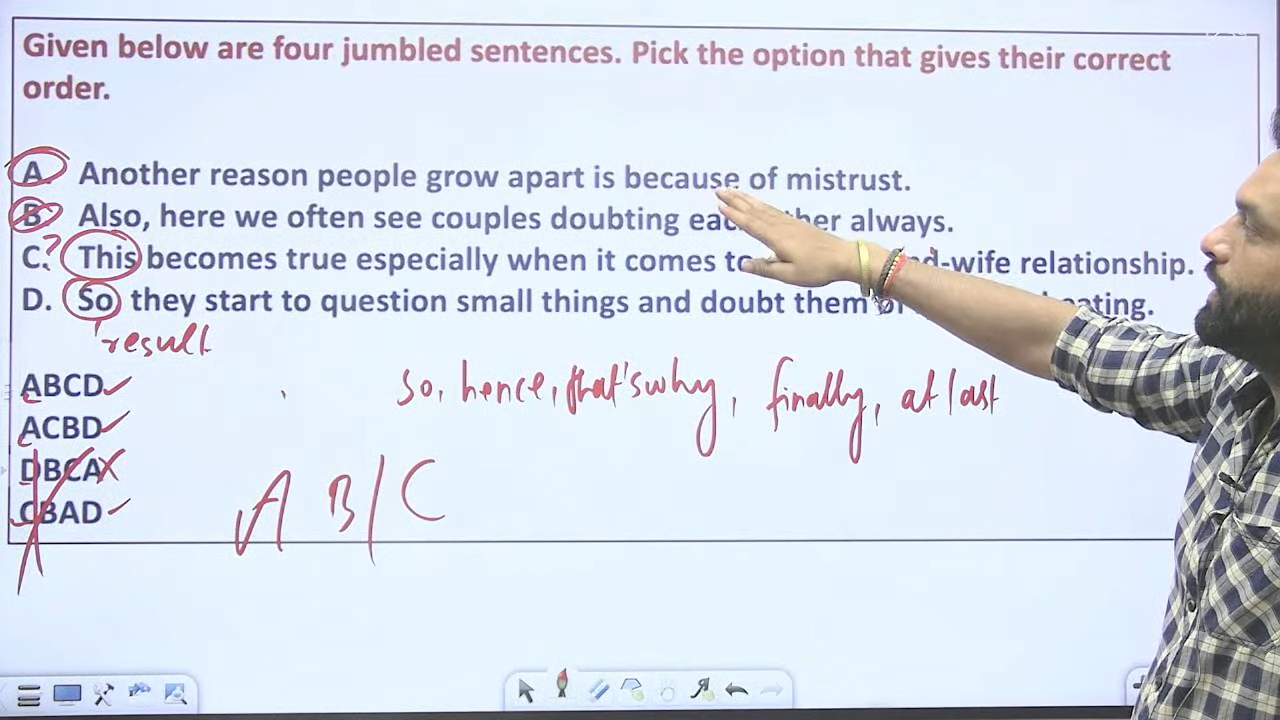 Given below are four jumbled sentences. Pick the option that gives their correct
order.
A. Another reason people grow apart is because of mistrust.
B. Also, here we often see couples doubting always.
C.? This becomes true especially when it comes to -wife relationship.
D. So they start to question small things and doubt them
result
ABCD
so, hence, that's why, finally, at last
ACBD
DBCA
A B/C
CBAD